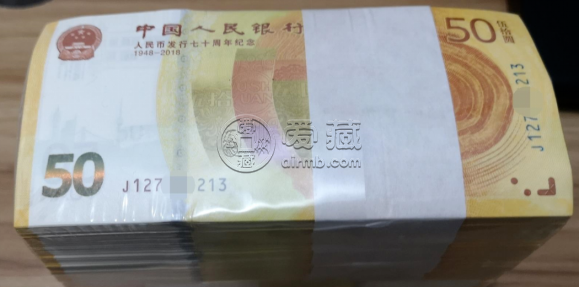 中国人民银行
人民币发行七十周年纪念
1948-2018
50
伍拾圆
213
J127
50
J127 213
爱藏
airmb.com